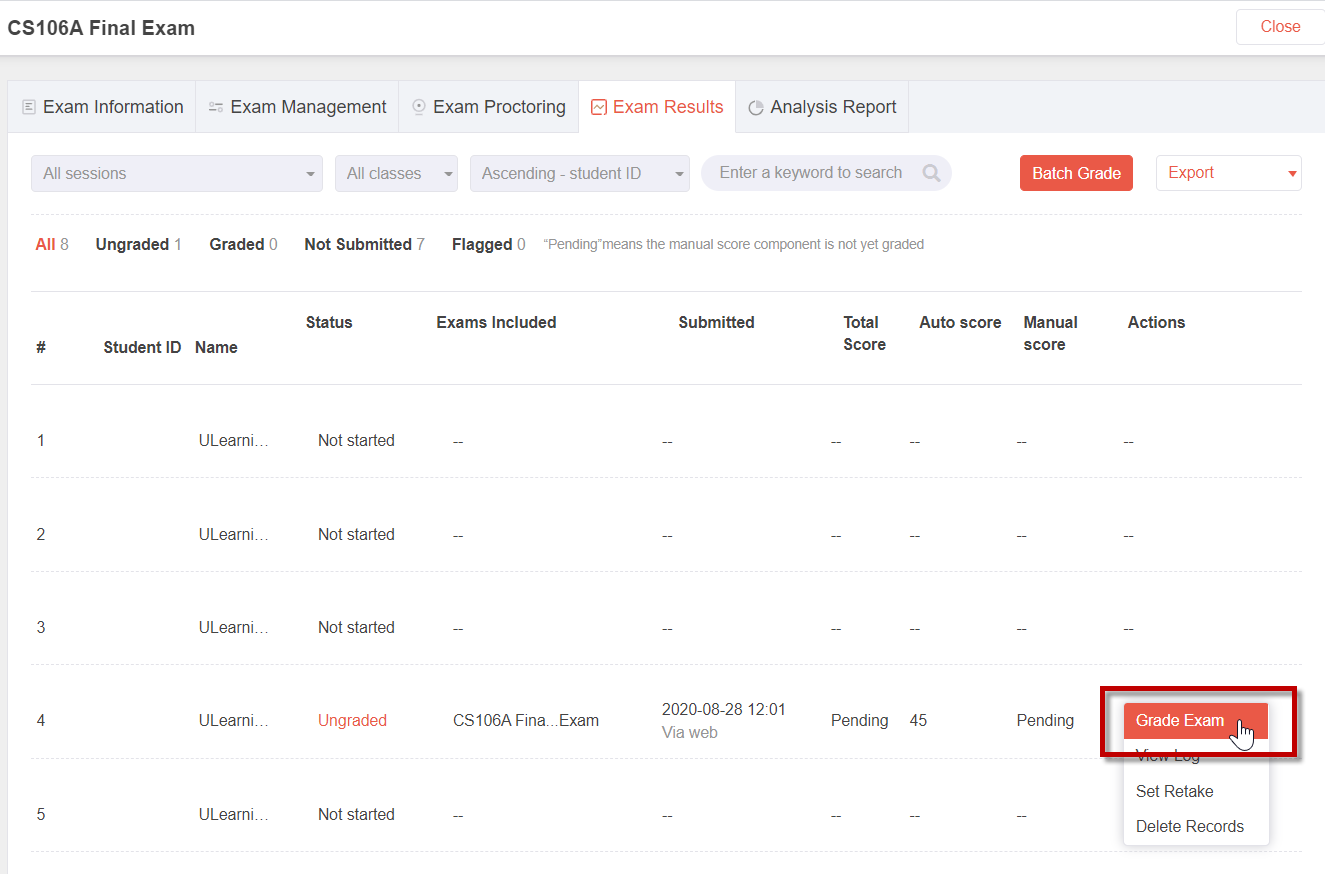 CS106A Final Exam
Close
Exam Information Exam Management Exam Proctoring Exam Results Analysis Report
All sessions All classes Ascending - student ID Enter a keyword to search Batch Grade Export
All 8 Ungraded 1 Graded 0 Not Submitted 7 Flagged 0 “Pending”means the manual score component is not yet graded
# Student ID Name Status Exams Included Submitted Total Score Auto score Manual score Actions
1 ULearni... Not started -- -- -- -- -- --
2 ULearni... Not started -- -- -- -- -- --
3 ULearni... Not started -- -- -- -- -- --
4 ULearni... Ungraded CS106A Fina...Exam 2020-08-28 12:01 Pending 45 Pending Grade Exam
Via web
View Log
Set Retake
5 ULearni... Not started -- -- -- -- --
Delete Records